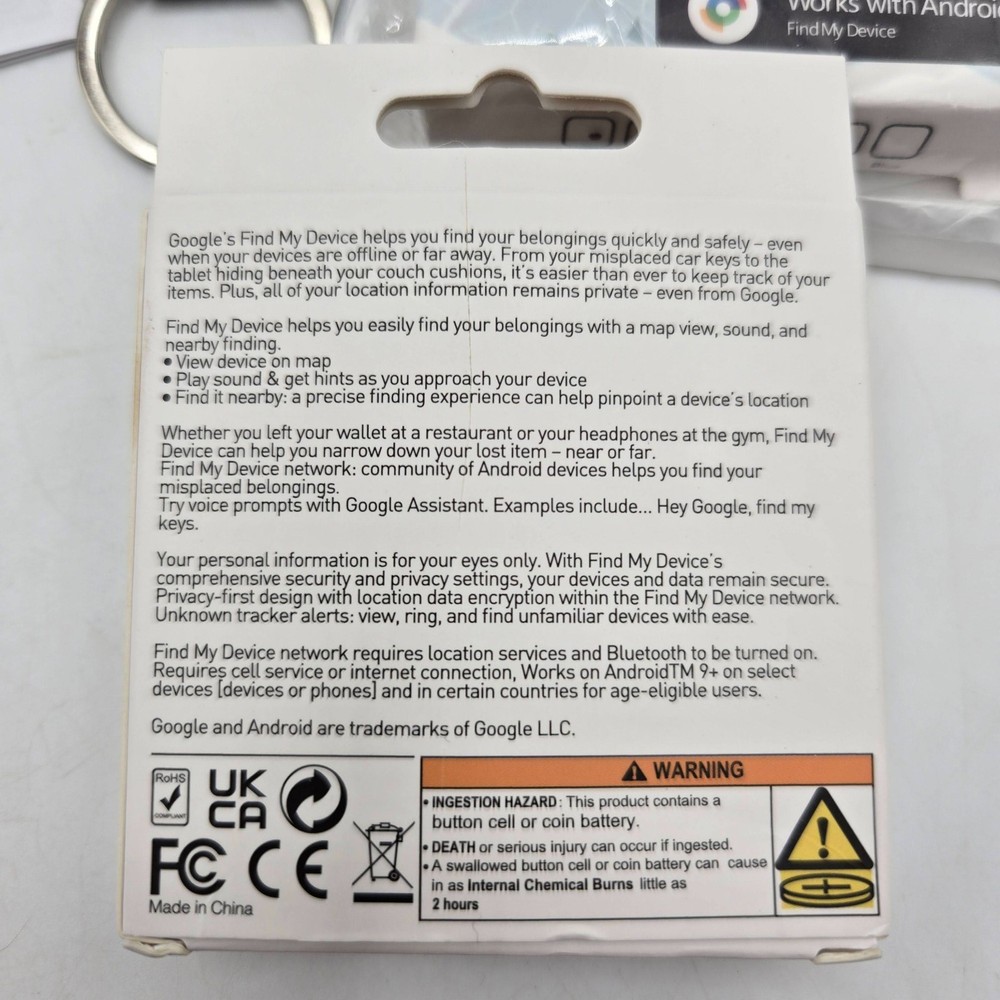 Works with Android
Find My Device
Google's Find My Device helps you find your belongings quickly and safely – even
when your devices are offline or far away. From your misplaced car keys to the
tablet hiding beneath your couch cushions, it's easier than ever to keep track of your
items. Plus, all of your location information remains private – even from Google.
Find My Device helps you easily find your belongings with a map view, sound, and
nearby finding.
• View device on map
• Play sound & get hints as you approach your device
• Find it nearby: a precise finding experience can help pinpoint a device's location
Whether you left your wallet at a restaurant or your headphones at the gym, Find My
Device can help you narrow down your lost item – near or far.
Find My Device network: community of Android devices helps you find your
misplaced belongings.
Try voice prompts with Google Assistant. Examples include... Hey Google, find my
keys.
Your personal information is for your eyes only. With Find My Device's
comprehensive security and privacy settings, your devices and data remain secure.
Privacy-first design with location data encryption within the Find My Device network.
Unknown tracker alerts: view, ring, and find unfamiliar devices with ease.
Find My Device network requires location services and Bluetooth to be turned on.
Requires cell service or internet connection, Works on AndroidTM 9+ on select
devices [devices or phones] and in certain countries for age-eligible users.
Google and Android are trademarks of Google LLC.
RoHS
COMPLIANT
UK
CA
FC CE
Made in China
WARNING
• INGESTION HAZARD: This product contains a
button cell or coin battery.
• DEATH or serious injury can occur if ingested.
• A swallowed button cell or coin battery can cause
in as Internal Chemical Burns little as
2 hours